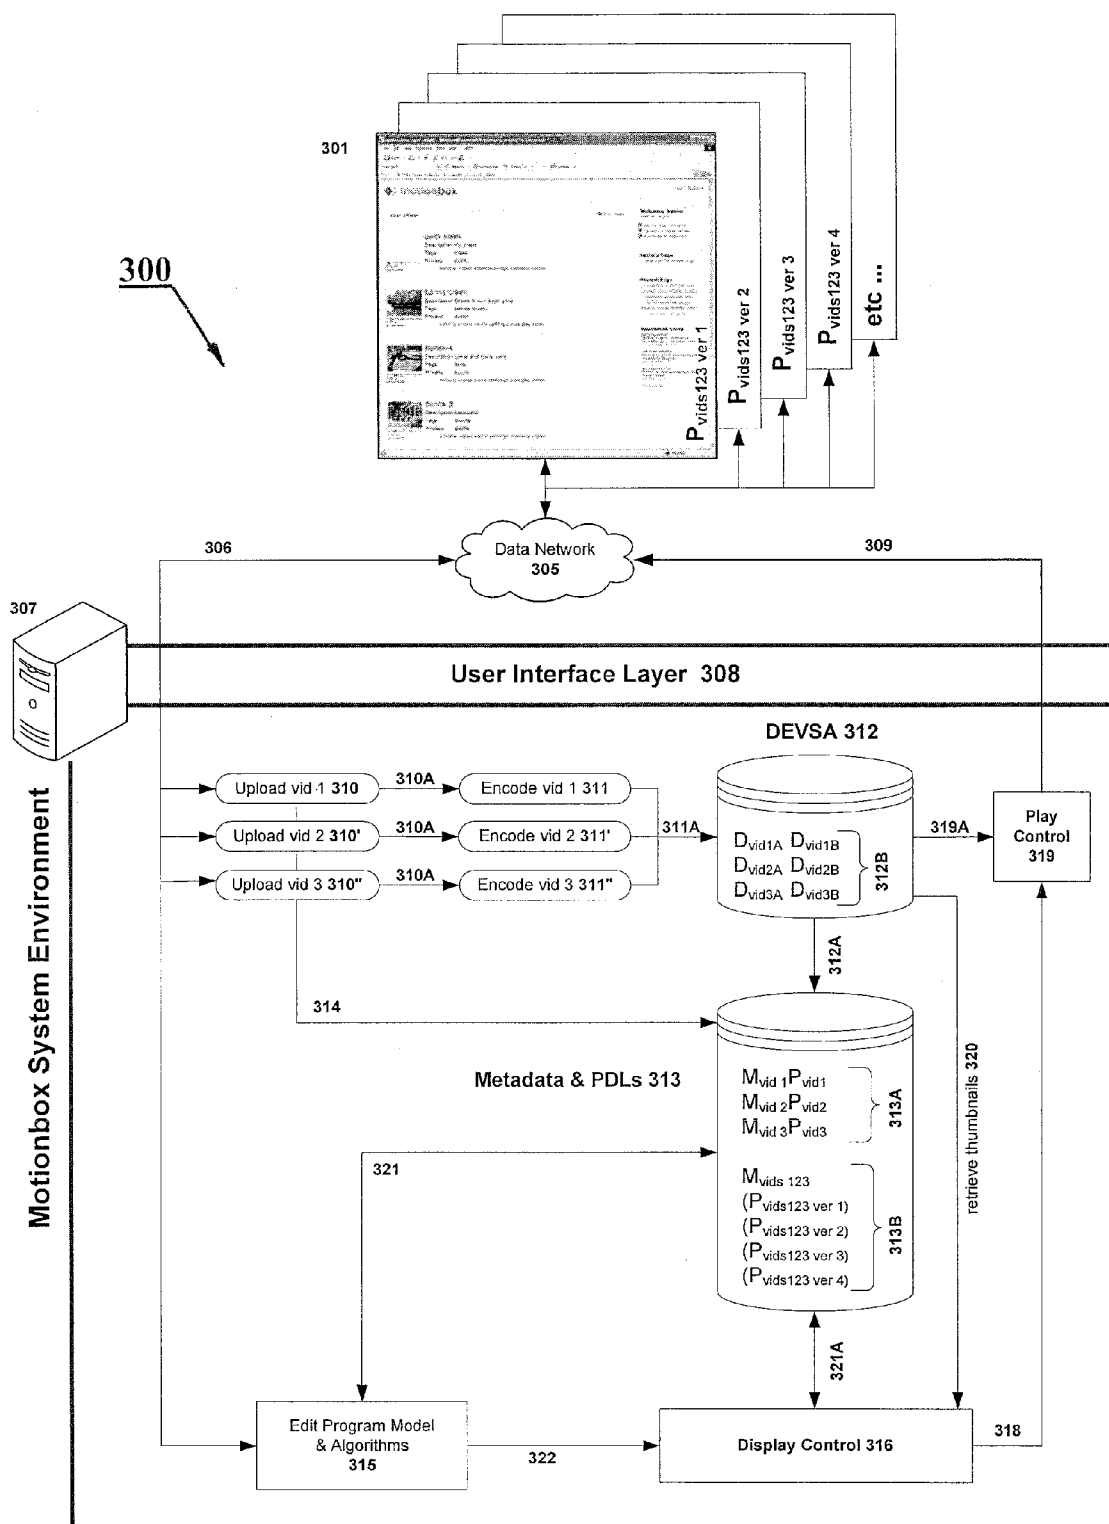 301
300
motionbox
P vids123 ver 1
P vids123 ver 2
P vids123 ver 3
P vids123 ver 4
etc ...
306
Data Network
305
309
307
User Interface Layer 308
Motionbox System Environment
DEVSA 312
Upload vid 1 310
310A
Encode vid 1 311
Upload vid 2 310'
310A
Encode vid 2 311'
311A
Upload vid 3 310"
310A
Encode vid 3 311"
Dvid1A Dvid1B
Dvid2A Dvid2B
Dvid3A Dvid3B
312B
319A
Play
Control
319
312A
314
Metadata & PDLs 313
Mvid 1Pvid1
Mvid 2Pvid2
Mvid 3Pvid3
313A
retrieve thumbnails 320
321
Mvids 123
(Pvids123 ver 1)
(Pvids123 ver 2)
(Pvids123 ver 3)
(Pvids123 ver 4)
313B
321A
Edit Program Model
& Algorithms
315
322
Display Control 316
318